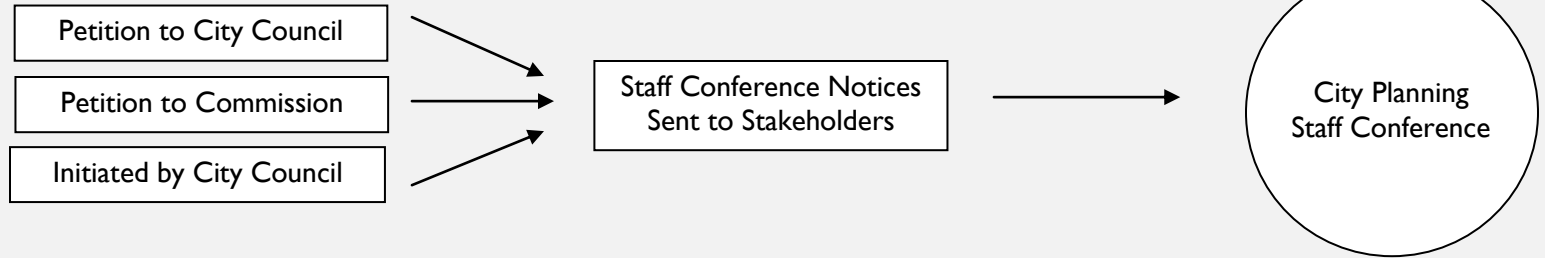 Petition to City Council
Petition to Commission
Initiated by City Council
Staff Conference Notices
Sent to Stakeholders
City Planning
Staff Conference